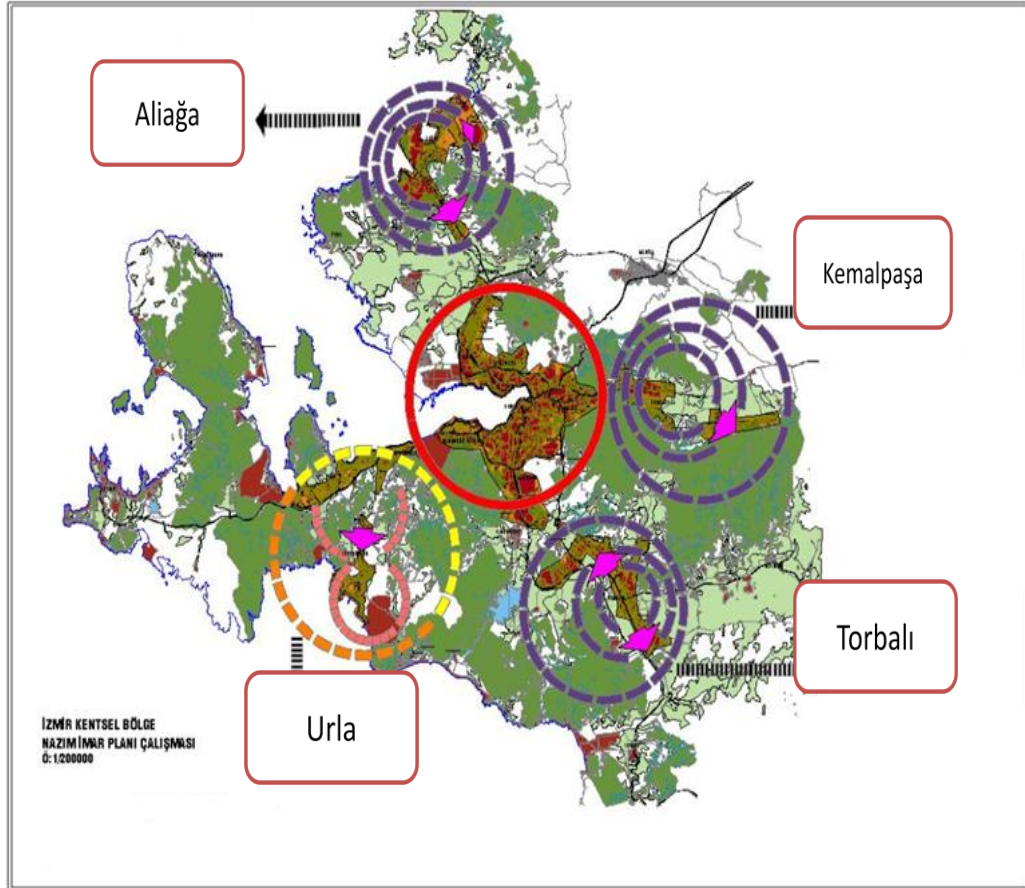 Aliağa
Kemalpaşa
Torbalı
Urla
İZMİR KENTSEL BÖLGE
NAZIM İMAR PLANI ÇALIŞMASI
Ö: 1/200000